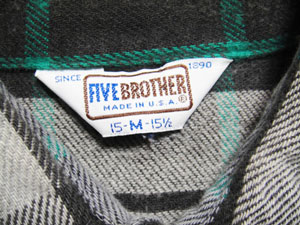 SINCE 1890
FIVE BROTHER®
MADE IN U.S.A.
15-M-15½